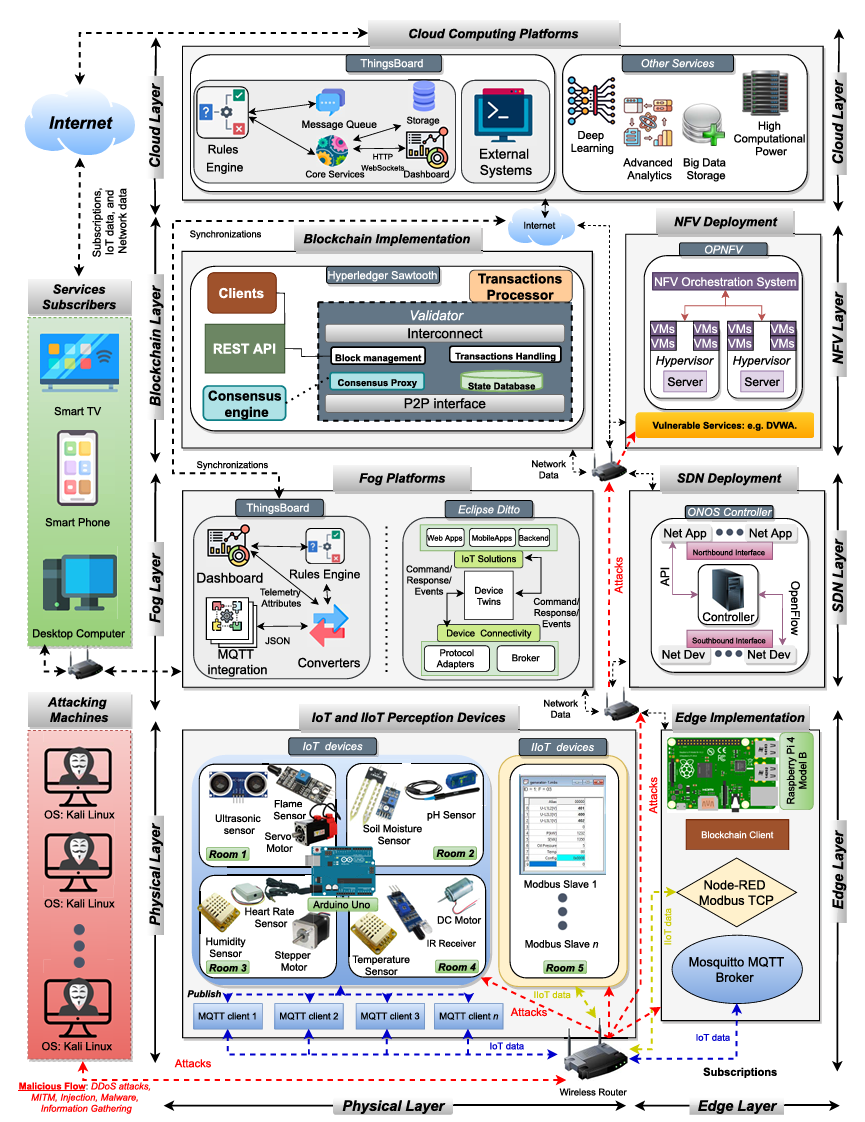 Cloud Computing Platforms
Cloud Layer
Cloud Layer
ThingsBoard
Rules
Engine
Message Queue
Storage
Core Services
HTTP
WebSockets
Dashboard
External
Systems
Other Services
Deep
Learning
Advanced
Analytics
Big Data
Storage
High
Computational
Power
Internet
Subscriptions,
IoT data, and
Network data
Internet
Synchronizations
Blockchain Implementation
Blockchain Layer
Hyperledger Sawtooth
Clients
REST API
Consensus
engine
Transactions
Processor
Validator
Interconnect
Block management
Transactions Handling
Consensus Proxy
State Database
P2P interface
NFV Deployment
NFV Layer
OPNFV
NFV Orchestration System
VMs VMs
VMs VMs
Hypervisor
Server
VMs VMs
VMs VMs
Hypervisor
Server
Vulnerable Services: e.g. DVWA.
Services
Subscribers
Smart TV
Smart Phone
Desktop Computer
Synchronizations
Network
Data
Fog Platforms
Fog Layer
ThingsBoard
Dashboard
Rules Engine
Telemetry
Attributes
MQTT
integration
JSON
Converters
Eclipse Ditto
Web Apps
MobileApps
Backend
IoT Solutions
Command/
Response/
Events
Device
Twins
Command/
Response/
Events
Device Connectivity
Protocol
Adapters
Broker
Attacks
SDN Deployment
SDN Layer
ONOS Controller
Net App
Net App
Northbound Interface
API
Controller
OpenFlow
Southbound Interface
Net Dev
Net Dev
Network
Data
Attacking
Machines
OS: Kali Linux
OS: Kali Linux
OS: Kali Linux
Malicious Flow: DDoS attacks,
MITM, Injection, Malware,
Information Gathering
Attacks
IoT and IIoT Perception Devices
Physical Layer
IoT devices
Ultrasonic
sensor
Flame
Sensor
Servo
Motor
Room 1
Soil Moisture
Sensor
pH Sensor
Room 2
Arduino Uno
Humidity
Sensor
Heart Rate
Sensor
Stepper
Motor
Room 3
Temperature
Sensor
IR Receiver
DC Motor
Room 4
IIoT devices
Modbus Slave 1
Modbus Slave n
Room 5
Publish
MQTT client 1
MQTT client 2
MQTT client 3
MQTT client n
IoT data
Attacks
IIoT data
Wireless Router
Attacks
IIoT data
IoT data
Subscriptions
Edge Implementation
Edge Layer
Raspberry Pi 4
Model B
Blockchain Client
Node-RED
Modbus TCP
Mosquitto MQTT
Broker
Physical Layer
Edge Layer